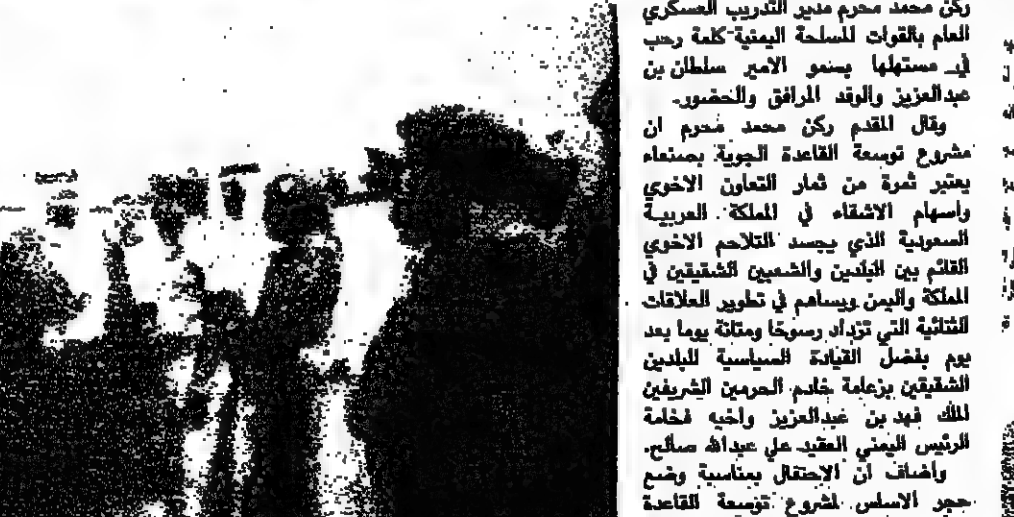 ركن محمد محرم مدير التدريب العسكري
العام بالقوات المسلحة اليمنية كلمة رحب
في مستهلها بسمو الامير سلطان بن
عبدالعزيز والوفد المرافق والحضور.
وقال المقدم ركن محمد محرم ان
مشروع توسعة القاعدة الجوية بصنعاء
يعتبر ثمرة من ثمار التعاون الاخوي
وأسهام الاشقاء في المملكة العربية
السعودية الذي يجسد التلاحم الاخوي
القائم بين البلدين والشعبين الشقيقين في
المملكة واليمن ويساهم في تطوير العلاقات
الثنائية التي تزداد رسوخا ومتانة يوما بعد
يوم بفضل القيادة السياسية للبلدين
الشقيقين بزعامة خادم الحرمين الشريفين
الملك فهد بن عبدالعزيز واخيه فخامة
الرئيس اليمني العقيد علي عبدالله صالح.
وأضاف ان الاحتفال بمناسبة وضع
حجر الاساس لمشروع توسعة القاعدة